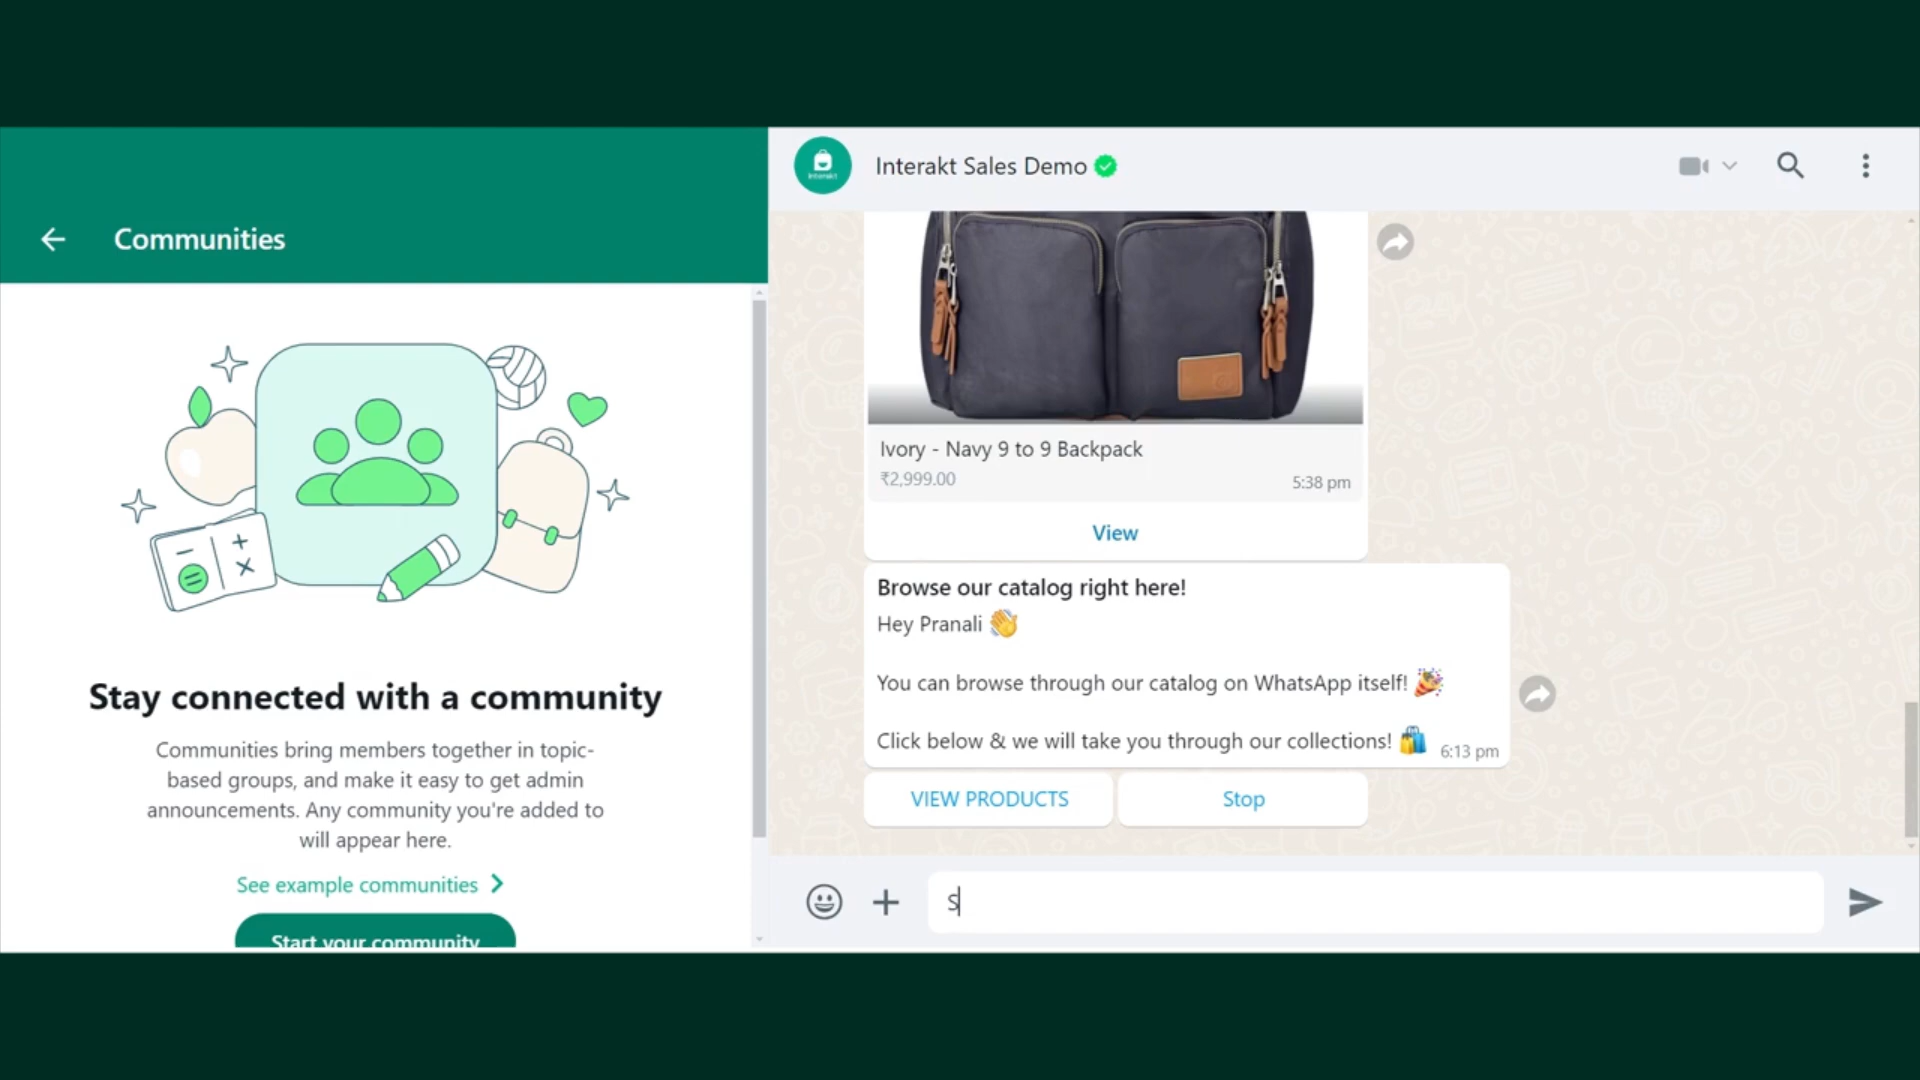 Communities
Stay connected with a community
Communities bring members together in topic-
based groups, and make it easy to get admin
announcements. Any community you're added to
will appear here.
See example communities
Start your community
interakt
Interakt Sales Demo
Ivory - Navy 9 to 9 Backpack
₹2,999.00
5:38 pm
View
Browse our catalog right here!
Hey Pranali 👋
You can browse through our catalog on WhatsApp itself! 🎉
Click below & we will take you through our collections! 🛍️
6:13 pm
VIEW PRODUCTS
Stop
S